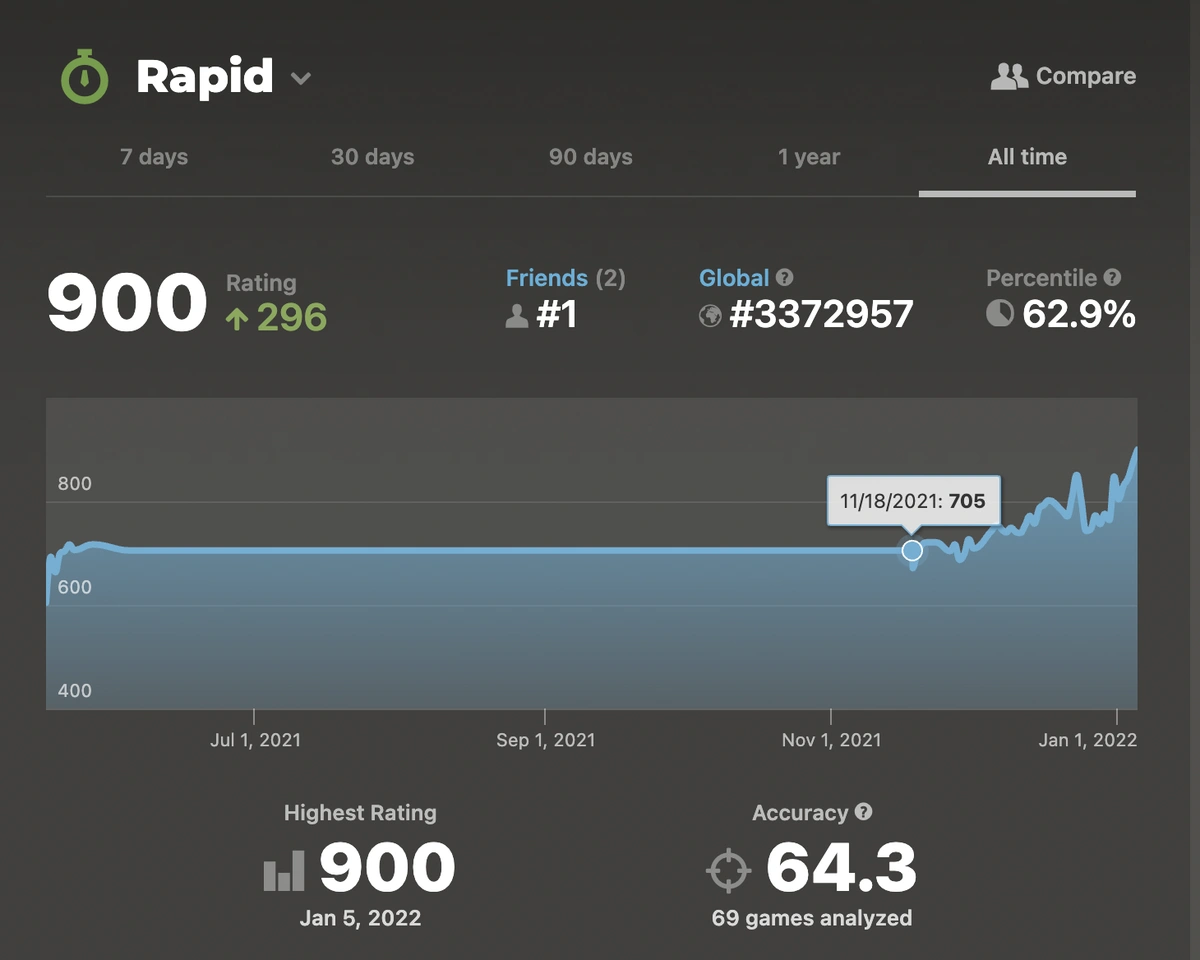 Rapid
Compare
7 days
30 days
90 days
1 year
All time
900
Rating
296
Friends (2)
#1
Global ?
#3372957
Percentile ?
62.9%
800
600
400
11/18/2021: 705
Jul 1, 2021
Sep 1, 2021
Nov 1, 2021
Jan 1, 2022
Highest Rating
900
Jan 5, 2022
Accuracy ?
64.3
69 games analyzed